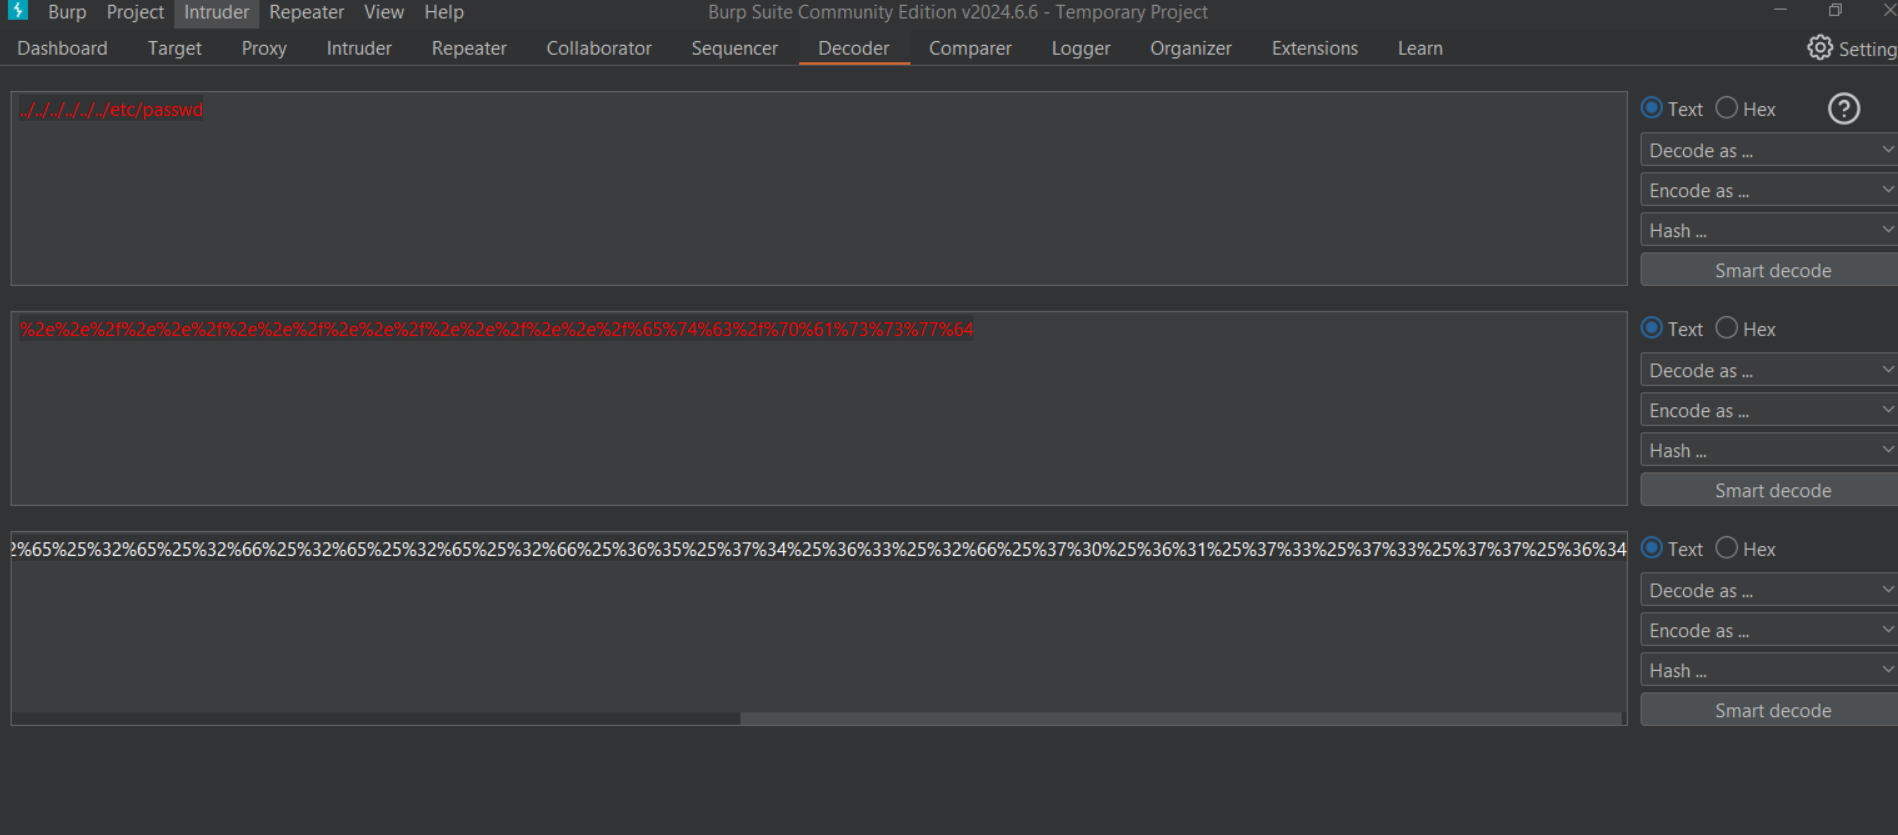 Burp Project Intruder Repeater View Help Burp Suite Community Edition v2024.6.6 - Temporary Project
Dashboard Target Proxy Intruder Repeater Collaborator Sequencer Decoder Comparer Logger Organizer Extensions Learn Setting
../../../../../../etc/passwd
Text Hex ?
Decode as ...
Encode as ...
Hash ...
Smart decode
%2e%2e%2f%2e%2e%2f%2e%2e%2f%2e%2e%2f%2e%2e%2f%2e%2e%2f%65%74%63%2f%70%61%73%73%77%64
Text Hex
Decode as ...
Encode as ...
Hash ...
Smart decode
2%65%25%32%65%25%32%66%25%32%65%25%32%65%25%32%66%25%36%35%25%37%34%25%36%33%25%32%66%25%37%30%25%36%31%25%37%33%25%37%33%25%37%37%25%36%34
Text Hex
Decode as ...
Encode as ...
Hash ...
Smart decode